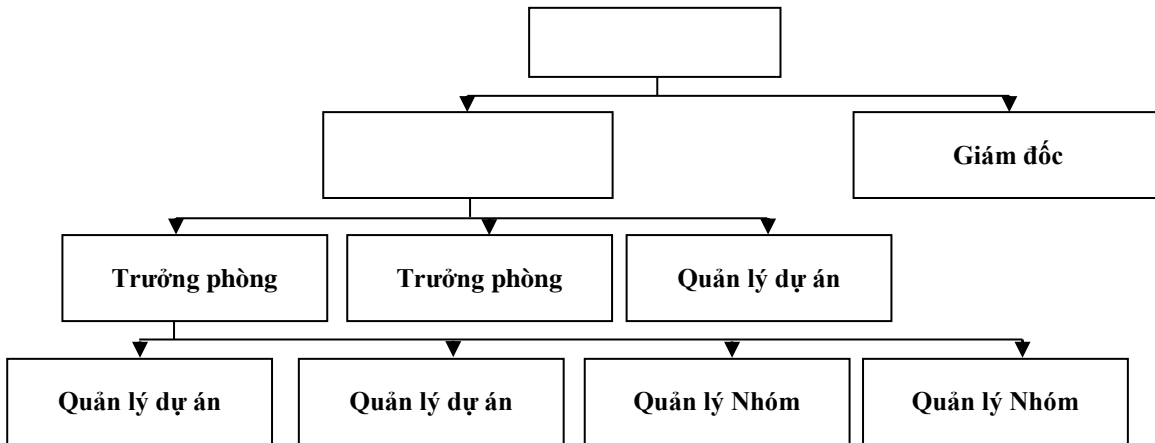 Giám đốc
Trưởng phòng
Trưởng phòng
Quản lý dự án
Quản lý dự án
Quản lý dự án
Quản lý Nhóm
Quản lý Nhóm